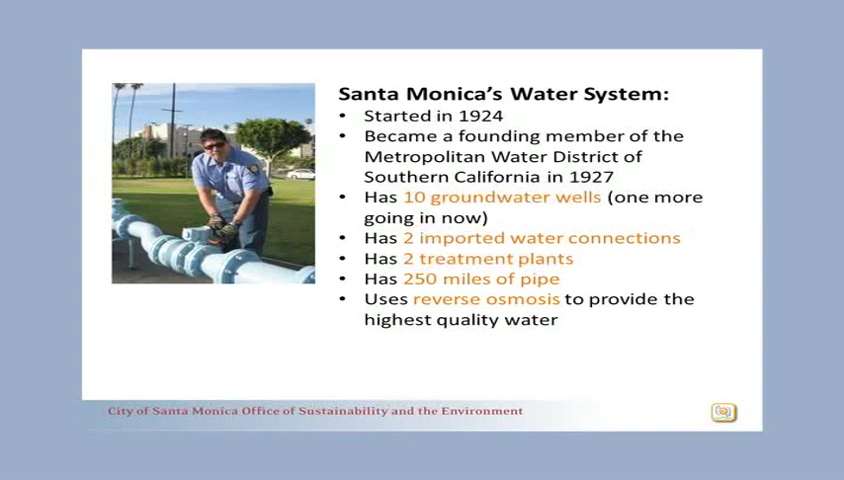 Santa Monica's Water System:
• Started in 1924
• Became a founding member of the
Metropolitan Water District of
Southern California in 1927
• Has 10 groundwater wells (one more
going in now)
• Has 2 imported water connections
• Has 2 treatment plants
• Has 250 miles of pipe
• Uses reverse osmosis to provide the
highest quality water
City of Santa Monica Office of Sustainability and the Environment